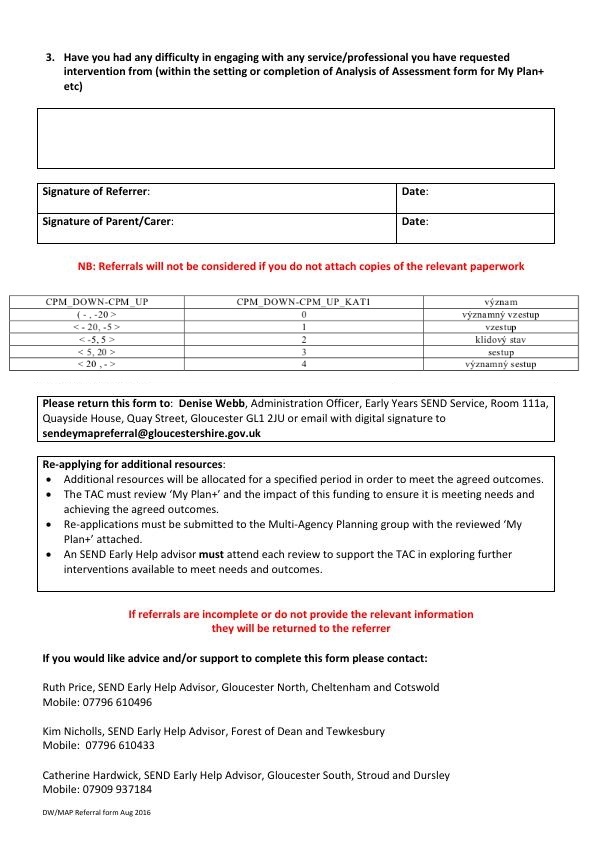 3. Have you had any difficulty in engaging with any service/professional you have requested
intervention from (within the setting or completion of Analysis of Assessment form for My Plan+
etc)
Signature of Referrer: Date:
Signature of Parent/Carer: Date:
NB: Referrals will not be considered if you do not attach copies of the relevant paperwork
CPM_DOWN-CPM_UP CPM_DOWN-CPM_UP_KAT1 význam
( - , -20 > 0 významný vzestup
< - 20, -5 > 1 vzestup
< -5, 5 > 2 klidový stav
< 5, 20 > 3 sestup
< 20 , - > 4 významný sestup
Please return this form to: Denise Webb, Administration Officer, Early Years SEND Service, Room 111a,
Quayside House, Quay Street, Gloucester GL1 2JU or email with digital signature to
sendeymapreferral@gloucestershire.gov.uk
Re-applying for additional resources:
• Additional resources will be allocated for a specified period in order to meet the agreed outcomes.
• The TAC must review ‘My Plan+’ and the impact of this funding to ensure it is meeting needs and
achieving the agreed outcomes.
• Re-applications must be submitted to the Multi-Agency Planning group with the reviewed ‘My
Plan+’ attached.
• An SEND Early Help advisor must attend each review to support the TAC in exploring further
interventions available to meet needs and outcomes.
If referrals are incomplete or do not provide the relevant information
they will be returned to the referrer
If you would like advice and/or support to complete this form please contact:
Ruth Price, SEND Early Help Advisor, Gloucester North, Cheltenham and Cotswold
Mobile: 07796 610496
Kim Nicholls, SEND Early Help Advisor, Forest of Dean and Tewkesbury
Mobile: 07796 610433
Catherine Hardwick, SEND Early Help Advisor, Gloucester South, Stroud and Dursley
Mobile: 07909 937184
DW/MAP Referral form Aug 2016